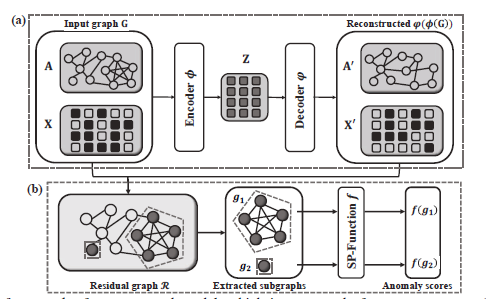 (a)
Input graph G
Reconstructed φ(ϕ(G))
A
X
Encoder ϕ
Z
Decoder φ
A′
X′
(b)
g₁
g₂
SP-Function f
f(g₁)
f(g₂)
Residual graph ℛ
Extracted subgraphs
Anomaly scores